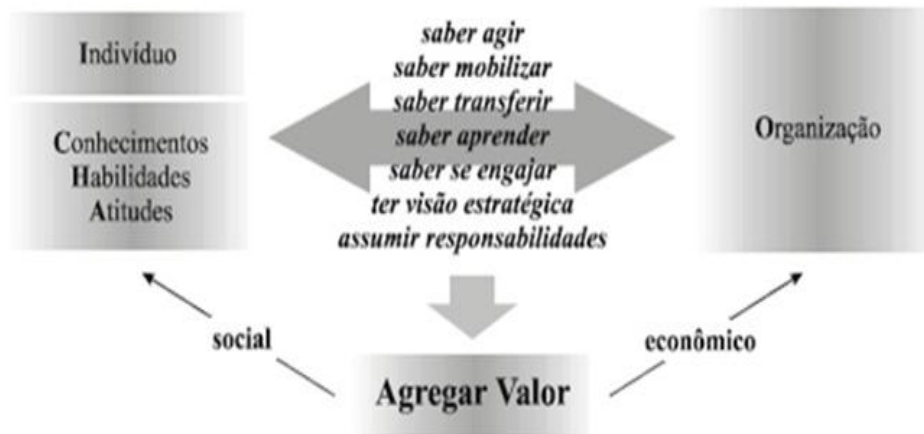 Indivíduo
Conhecimentos
Habilidades
Atitudes
saber agir
saber mobilizar
saber transferir
saber aprender
saber se engajar
ter visão estratégica
assumir responsabilidades
Organização
social
econômico
Agregar Valor